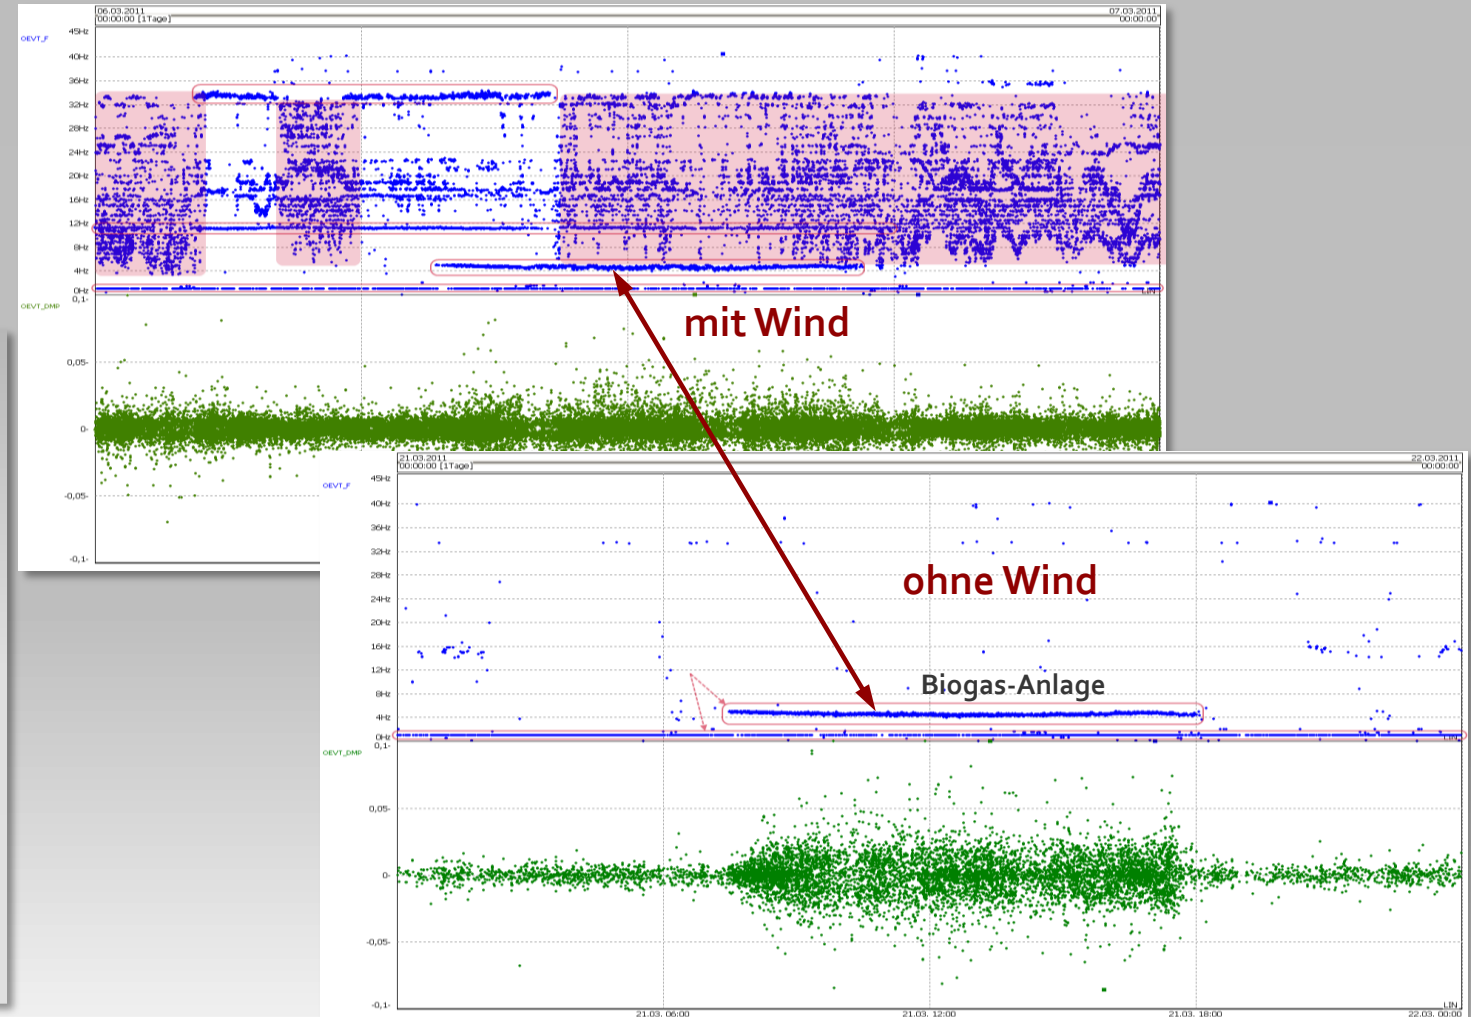 06.03.2011 07.03.2011
00:00:00 [1Tage] 00:00:00
OEVT_F
45Hz
40Hz
36Hz
32Hz
28Hz
24Hz
20Hz
16Hz
12Hz
8Hz
4Hz
0Hz
LIN
OEVT_DMP
0,1-
mit Wind
0,05-
0-
-0,05-
-0,1-
21.03.2011 22.03.2011
00:00:00 [1Tage] 00:00:00
OEVT_F
45Hz
40Hz
36Hz
32Hz
28Hz
ohne Wind
24Hz
20Hz
16Hz
12Hz
Biogas-Anlage
8Hz
4Hz
0Hz
LIN
OEVT_DMP
0,1-
0,05-
0-
-0,05-
-0,1-
LIN
21.03. 06:00 21.03. 12:00 21.03. 18:00 22.03. 00:00